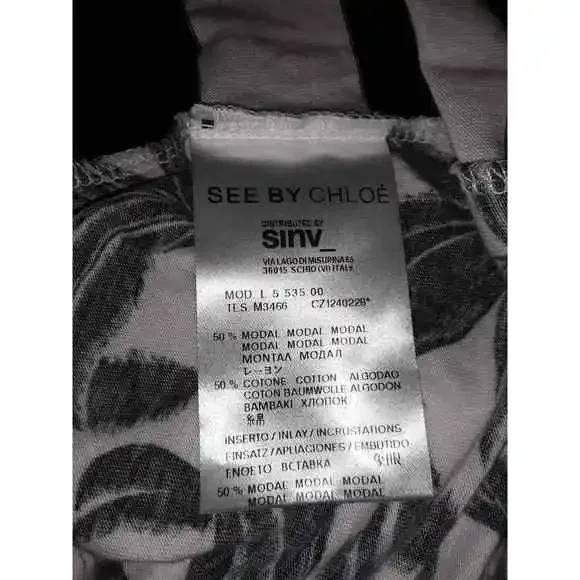 SEE BY CHLOÉ
DISTRIBUTED BY
sinv_
VIA LAGO DI MISURINA 65
36015 SCHIO (VI) ITALY
MOD. L 5 535 00
TES. M3466 CZ1240228*
50 % MODAL MODAL MODAL
MODAL MODAL MODAL
ΜΟΝΤΑΛ МОДАЛ
レーヨン
50 % COTONE COTTON ALGODAO
COTON BAUMWOLLE ALGODON
ΒΑΜΒΑΚΙ ХЛОПОК
綿
INSERTO / INLAY / INCRUSTATIONS
EINSATZ / APLIACIONES / EMBUTIDO
ΕΝΘΕΤΟ ВСТАВКА
50 % MODAL MODAL MODAL
MODAL MODAL MODAL